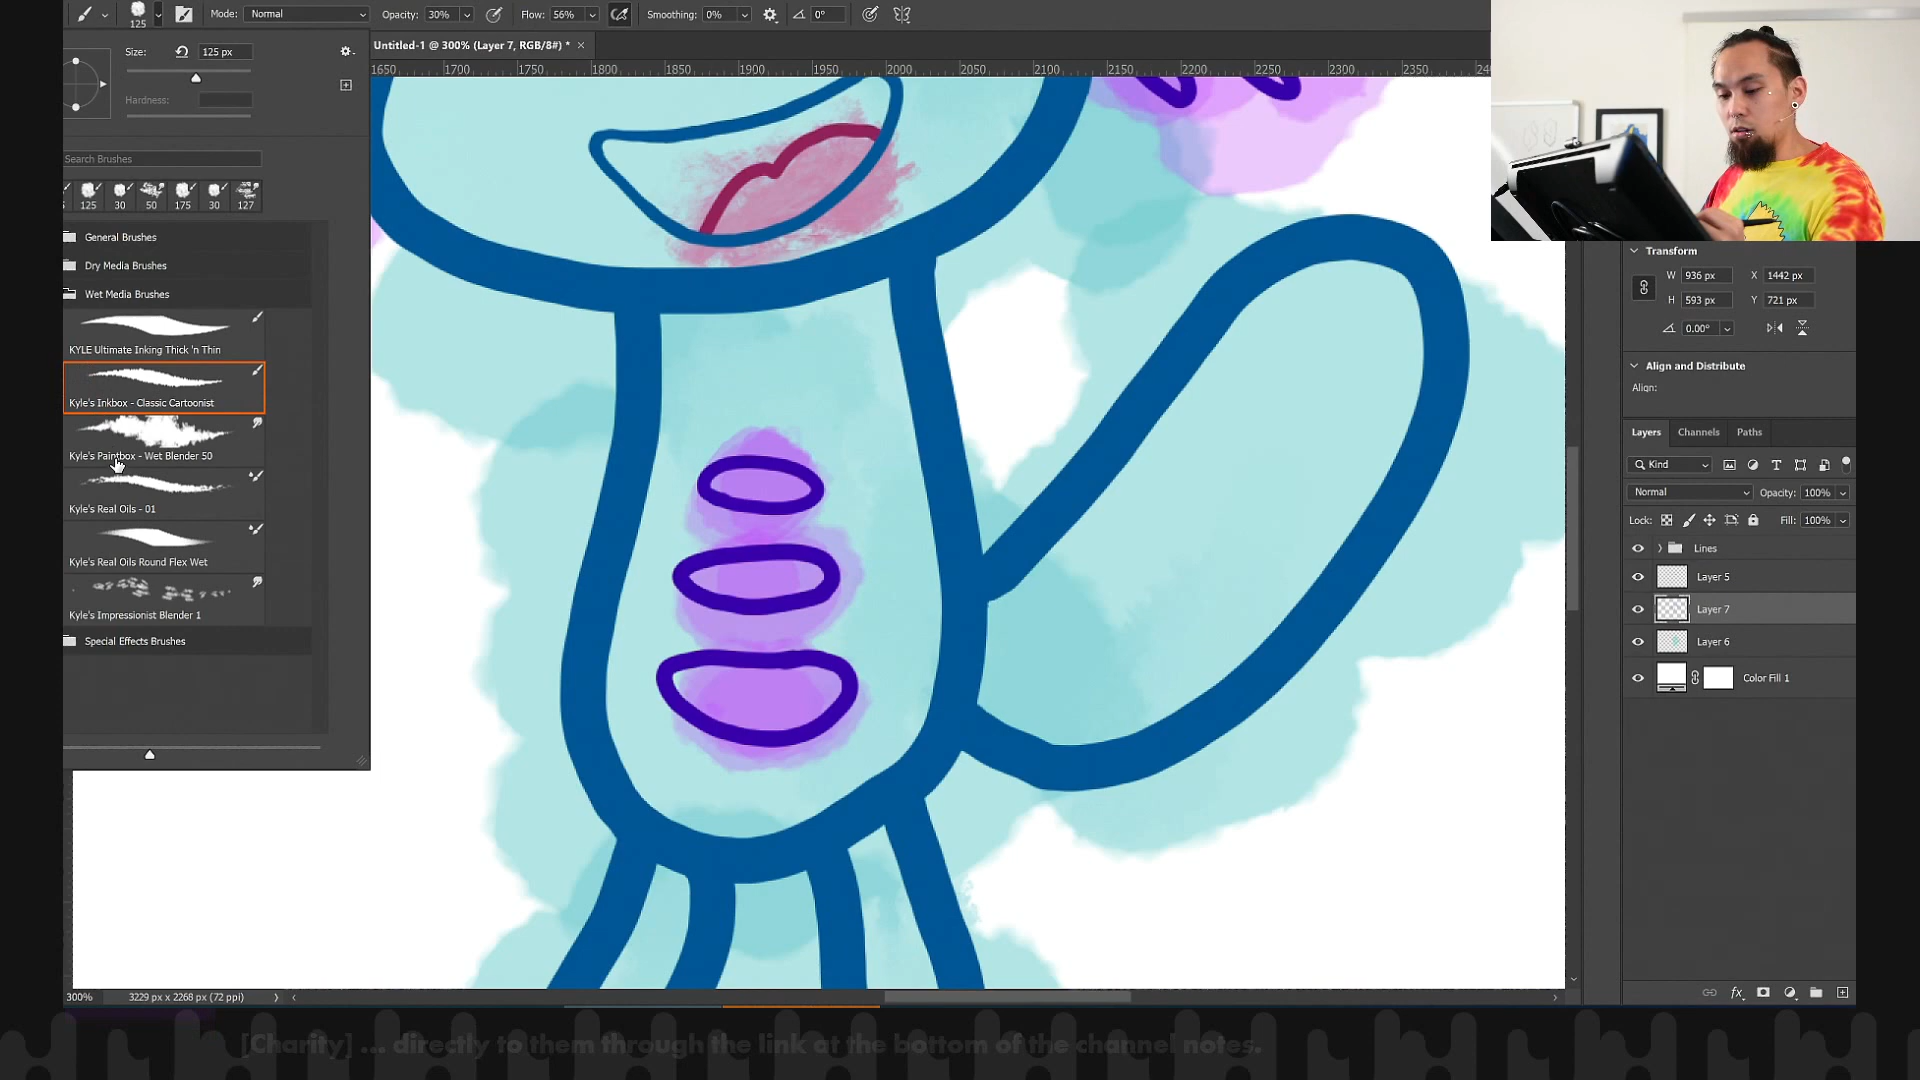 125
Mode: Normal
Opacity: 30%
Flow: 56%
Smoothing: 0%
0°
Size: 125 px
Hardness:
Untitled-1 @ 300% (Layer 7, RGB/8#) * ×
1650 1700 1750 1800 1850 1900 1950 2000 2050 2100 2150 2200 2250 2300 2350
Search Brushes
125 30 50 175 30 127
General Brushes
Dry Media Brushes
Wet Media Brushes
KYLE Ultimate Inking Thick 'n Thin
Kyle's Inkbox - Classic Cartoonist
Kyle's Paintbox - Wet Blender 50
Kyle's Real Oils - 01
Kyle's Real Oils Round Flex Wet
Kyle's Impressionist Blender 1
Special Effects Brushes
Transform
W 936 px X 1442 px
H 593 px Y 721 px
0.00°
Align and Distribute
Align:
Layers Channels Paths
Kind
Normal Opacity: 100%
Lock: Fill: 100%
Lines
Layer 5
Layer 7
Layer 6
Color Fill 1
fx
300% 3229 px x 2268 px (72 ppi)
[Charity] ... directly to them through the link at the bottom of the channel notes.